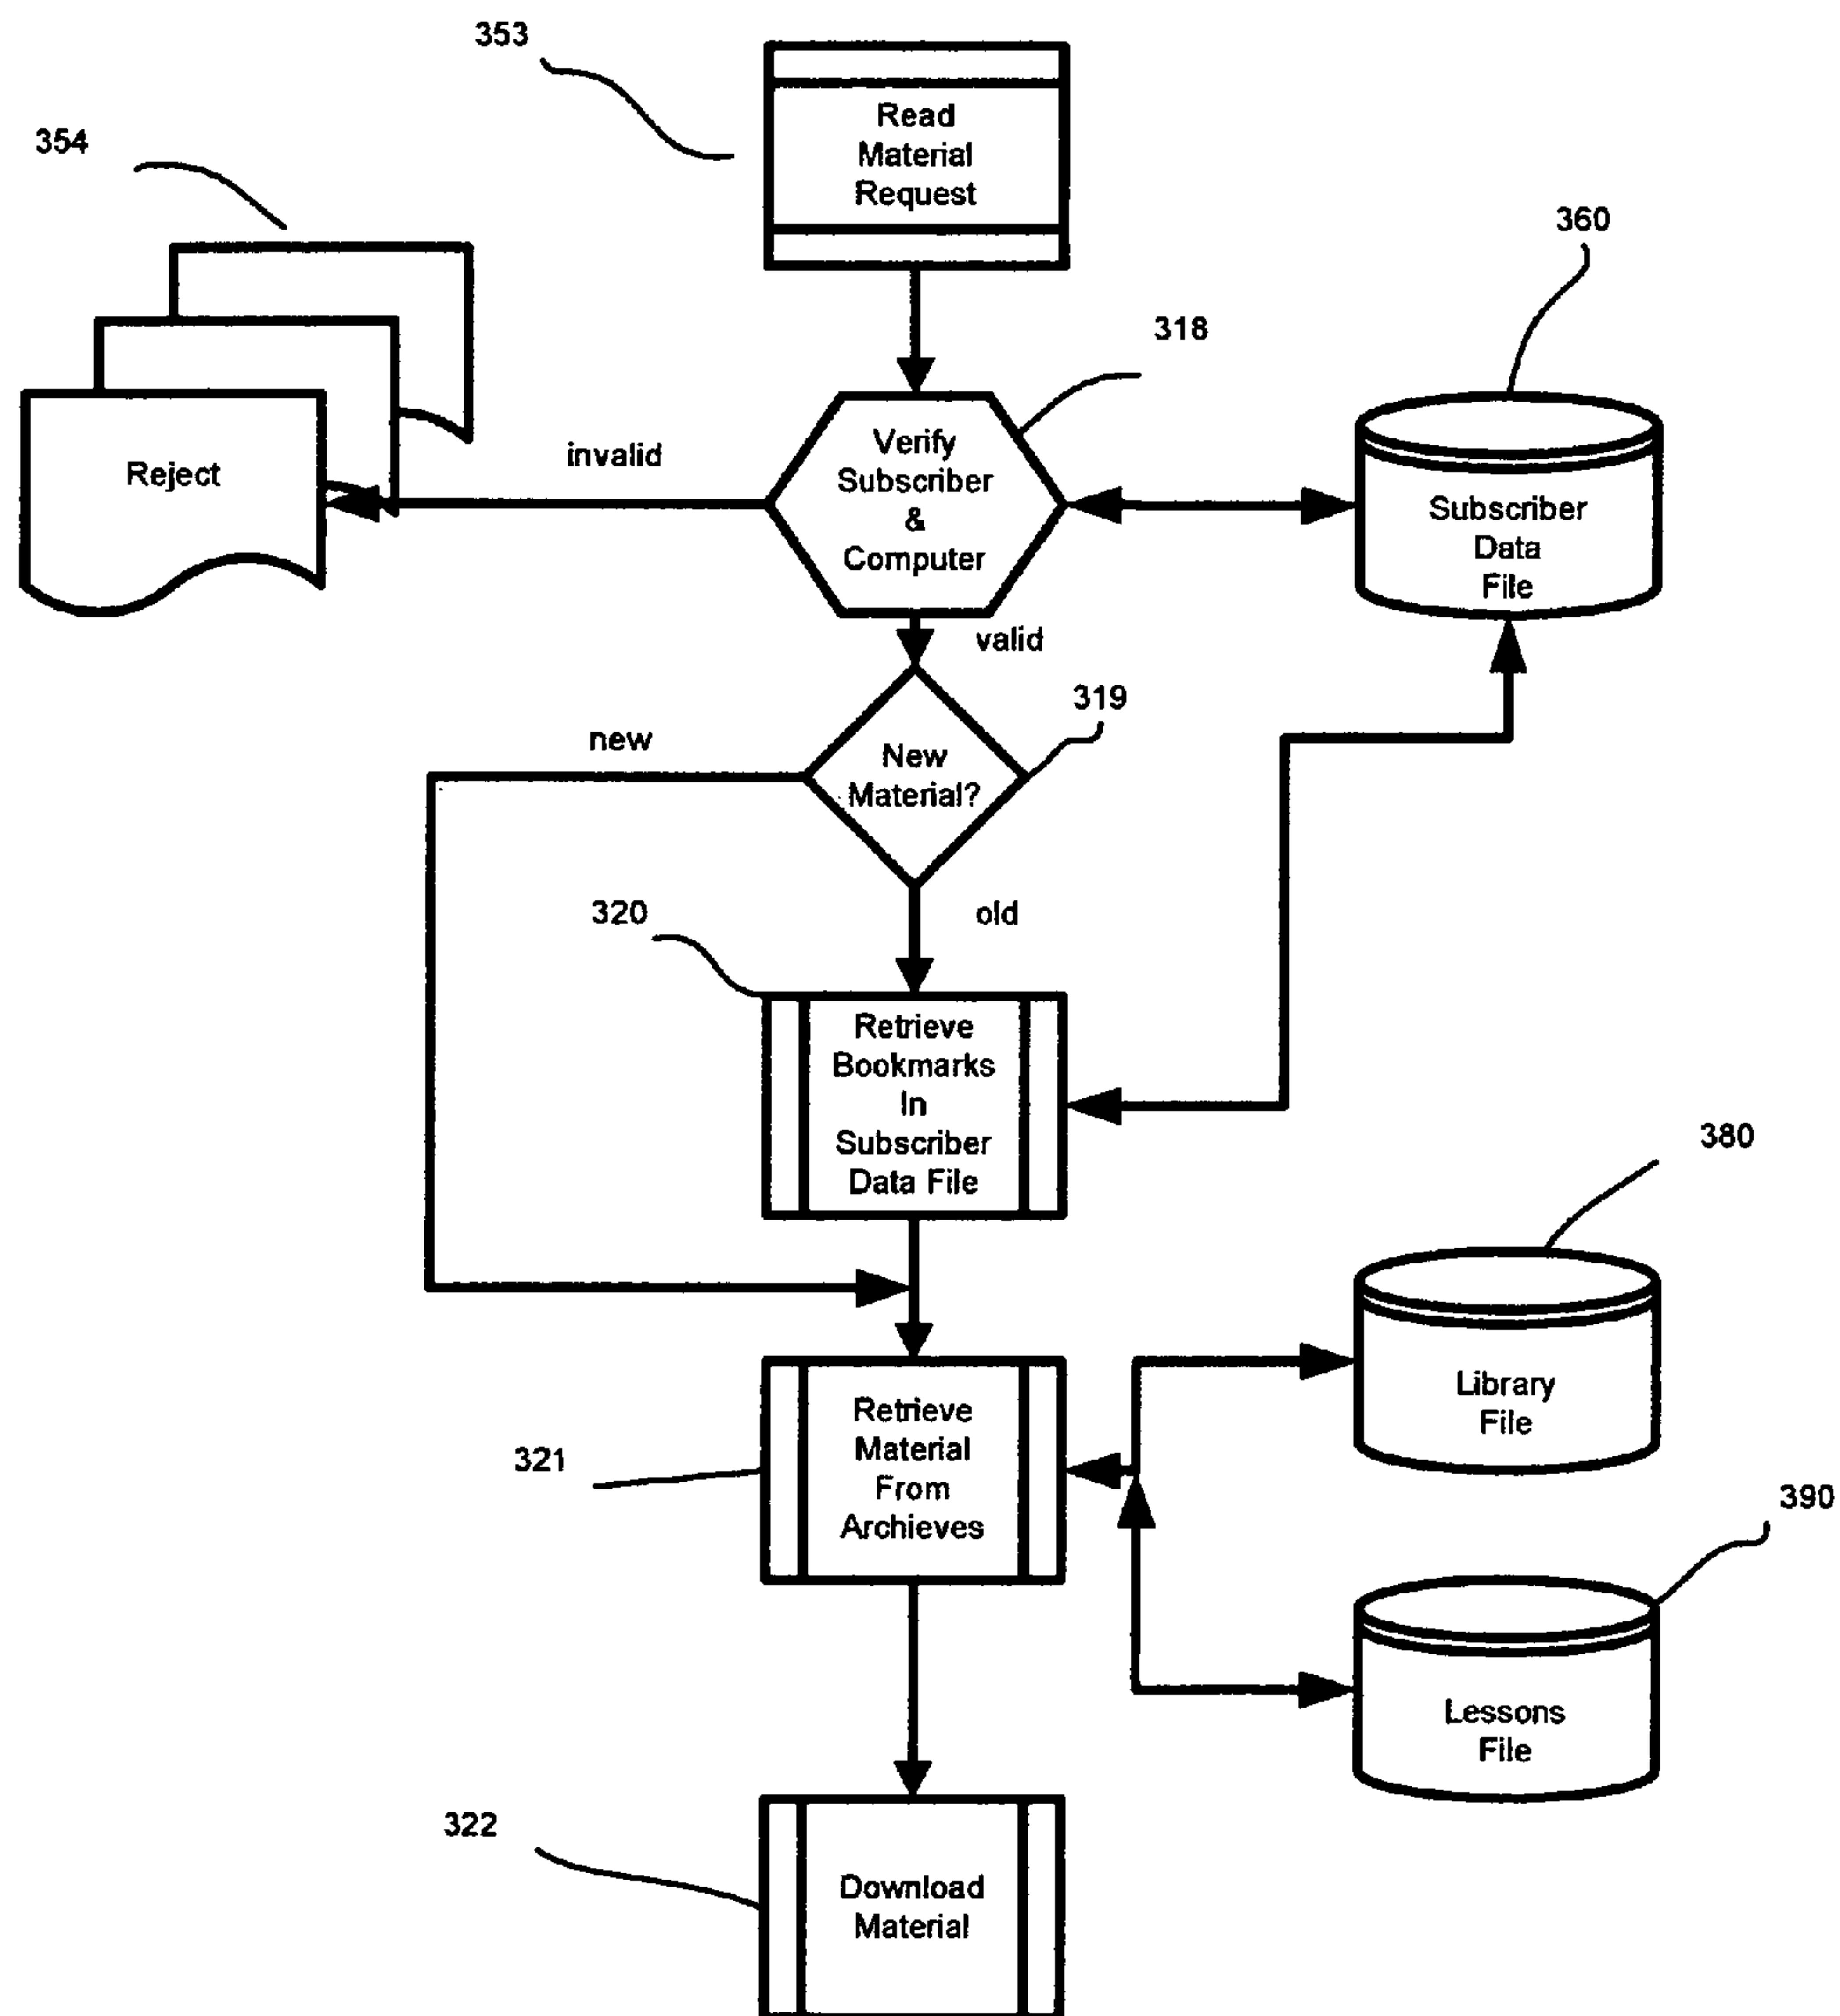 353
Read
Material
Request
354
360
318
Reject
invalid
Verify
Subscriber
&
Computer
Subscriber
Data
File
valid
319
new
New
Material?
320
old
Retrieve
Bookmarks
In
Subscriber
Data File
380
Library
File
321
Retrieve
Material
From
Archieves
390
Lessons
File
322
Download
Material